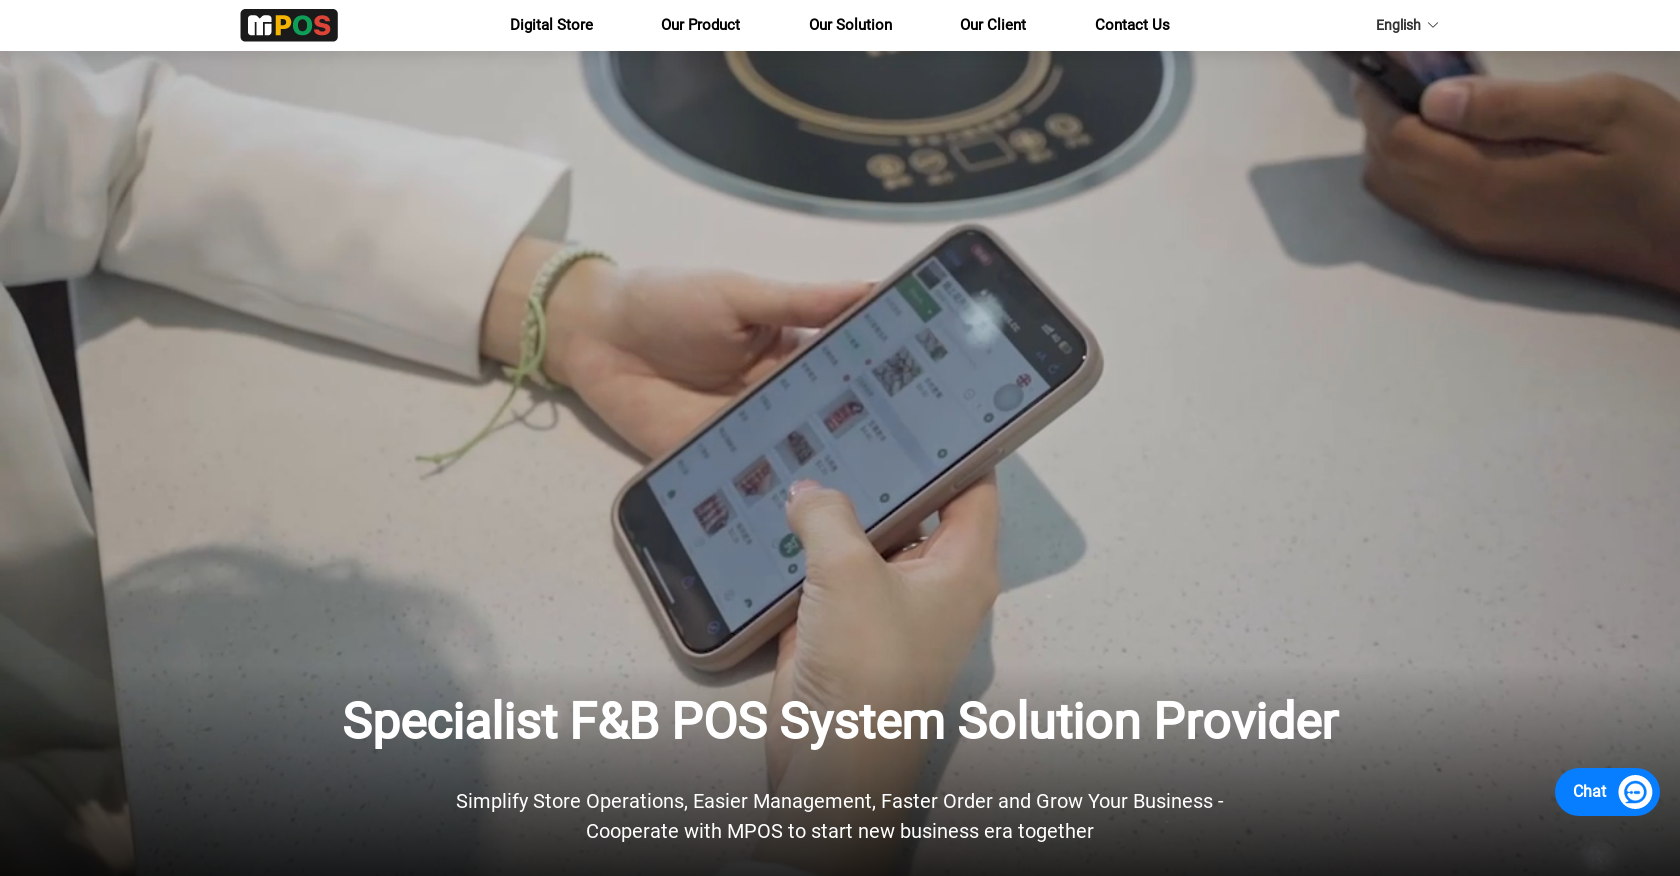 mPOS
Digital Store
Our Product
Our Solution
Our Client
Contact Us
English
Specialist F&B POS System Solution Provider
Simplify Store Operations, Easier Management, Faster Order and Grow Your Business -
Cooperate with MPOS to start new business era together
Chat